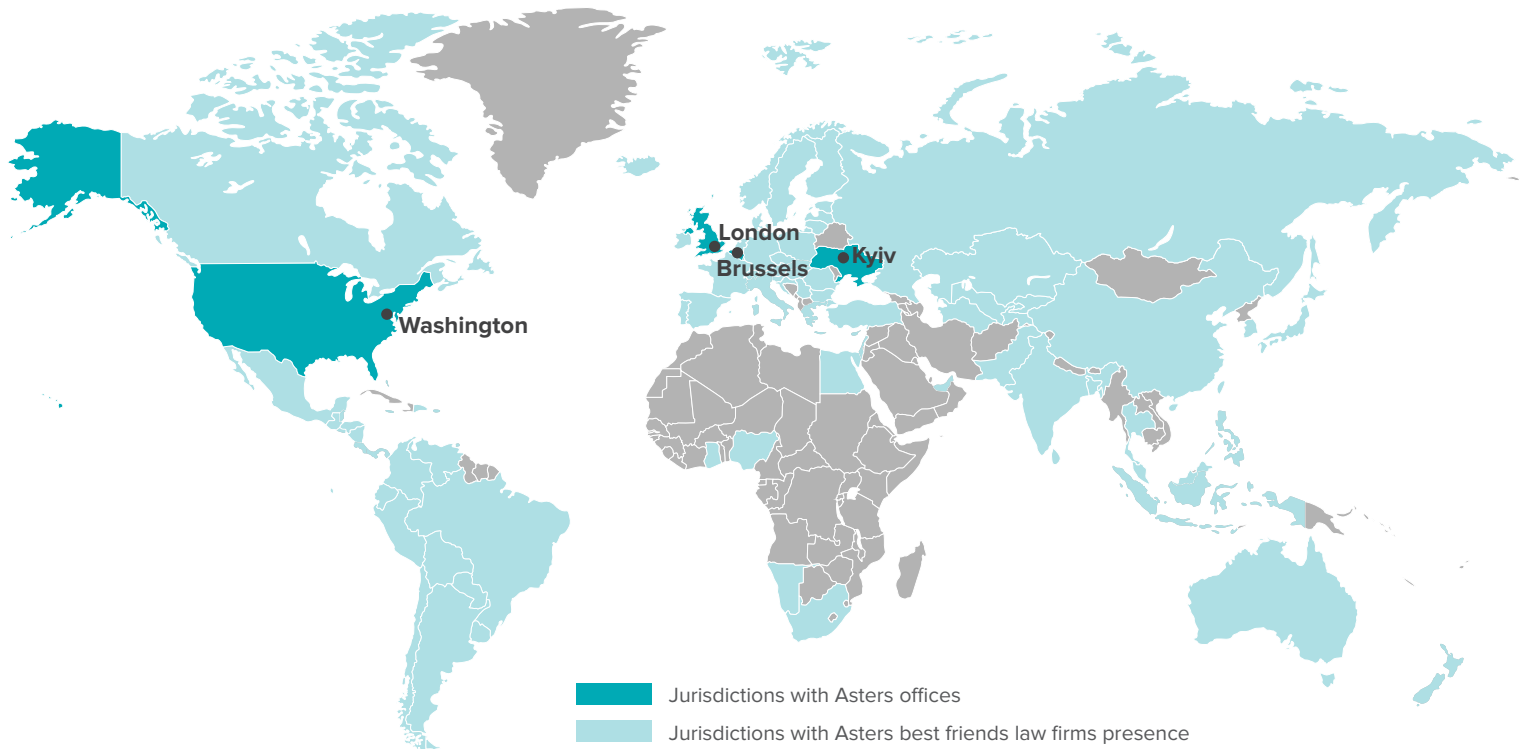 London
Kyiv
Brussels
Washington
Jurisdictions with Asters offices
Jurisdictions with Asters best friends law firms presence